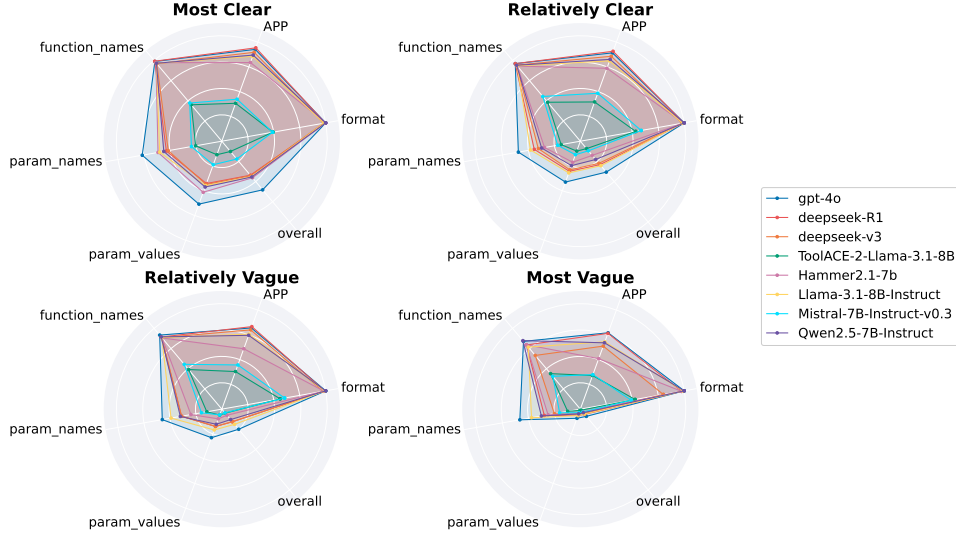 Most Clear
APP
function_names
format
param_names
param_values
overall
Relatively Clear
APP
function_names
format
param_names
param_values
overall
gpt-4o
deepseek-R1
deepseek-v3
ToolACE-2-Llama-3.1-8B
Hammer2.1-7b
Llama-3.1-8B-Instruct
Mistral-7B-Instruct-v0.3
Qwen2.5-7B-Instruct
Relatively Vague
APP
function_names
format
param_names
param_values
overall
Most Vague
APP
function_names
format
param_names
param_values
overall